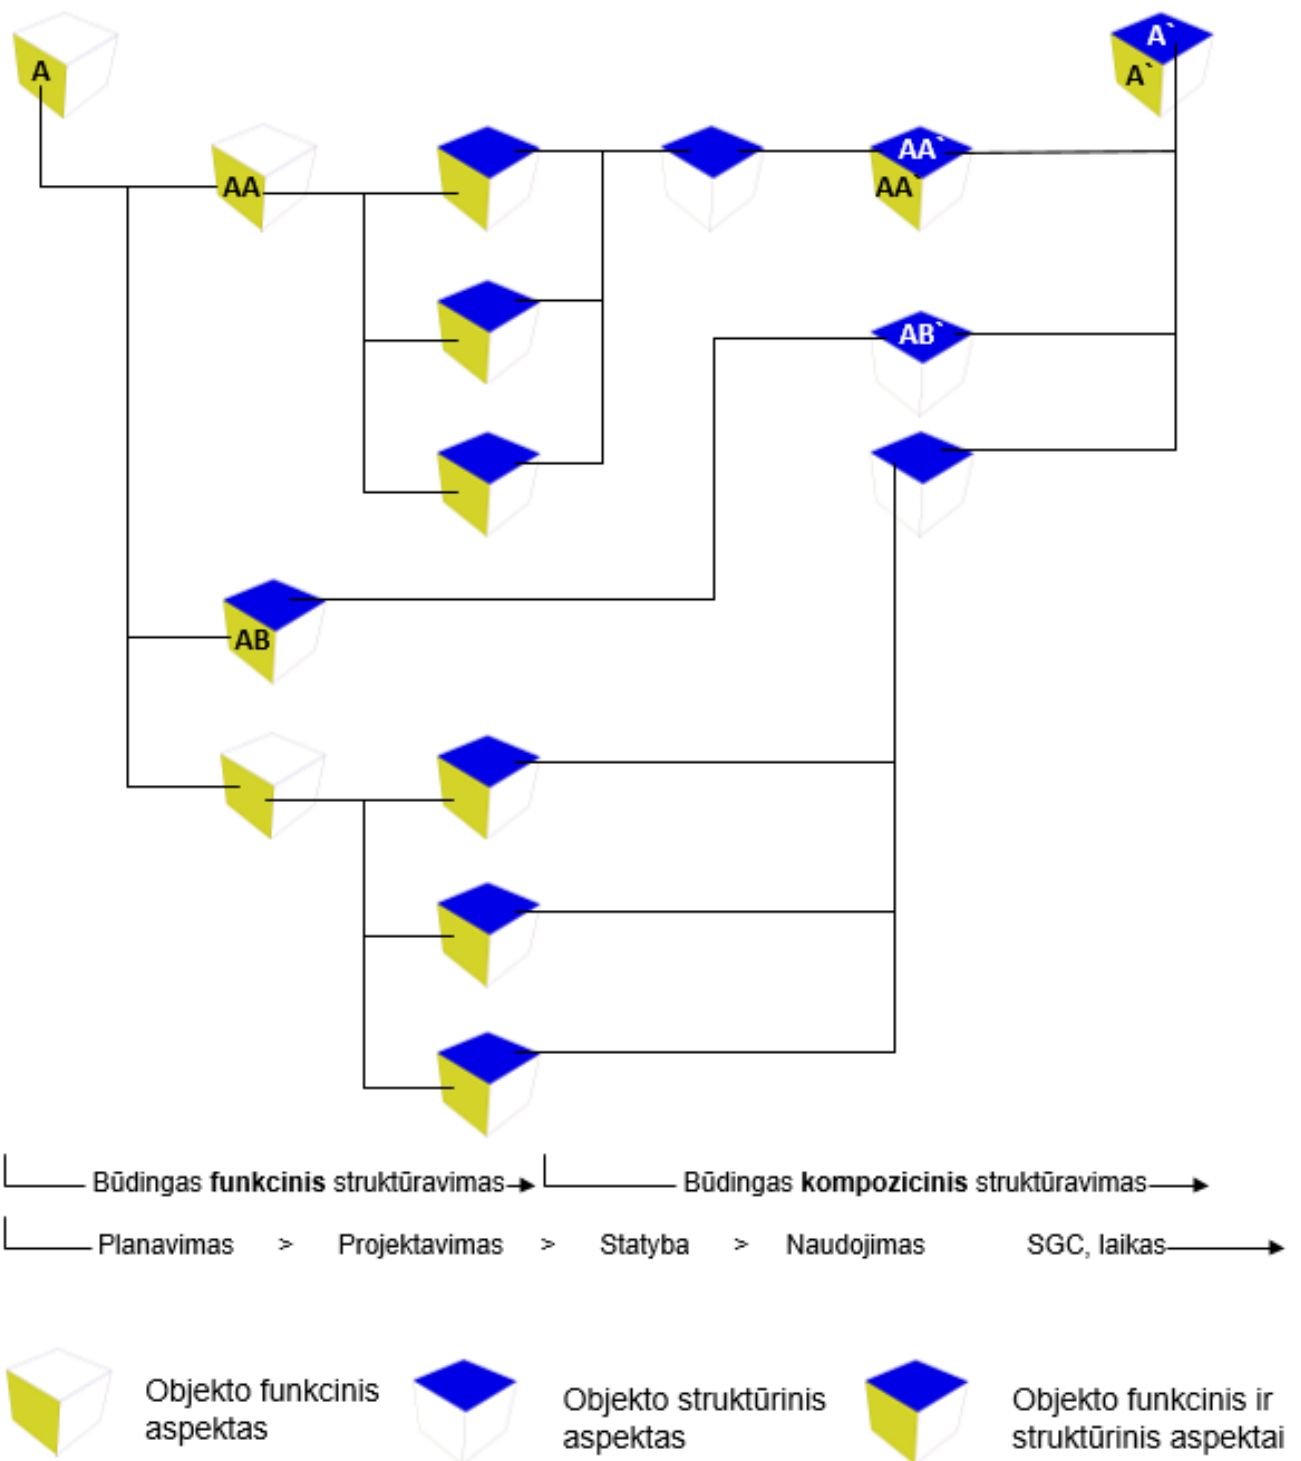 A
A`
A`
AA
AA`
AA`
AB`
AB
Būdingas funkcinis struktūravimas
Būdingas kompozicinis struktūravimas
Planavimas > Projektavimas > Statyba > Naudojimas SGC, laikas
Objekto funkcinis
aspektas
Objekto struktūrinis
aspektas
Objekto funkcinis ir
struktūrinis aspektai